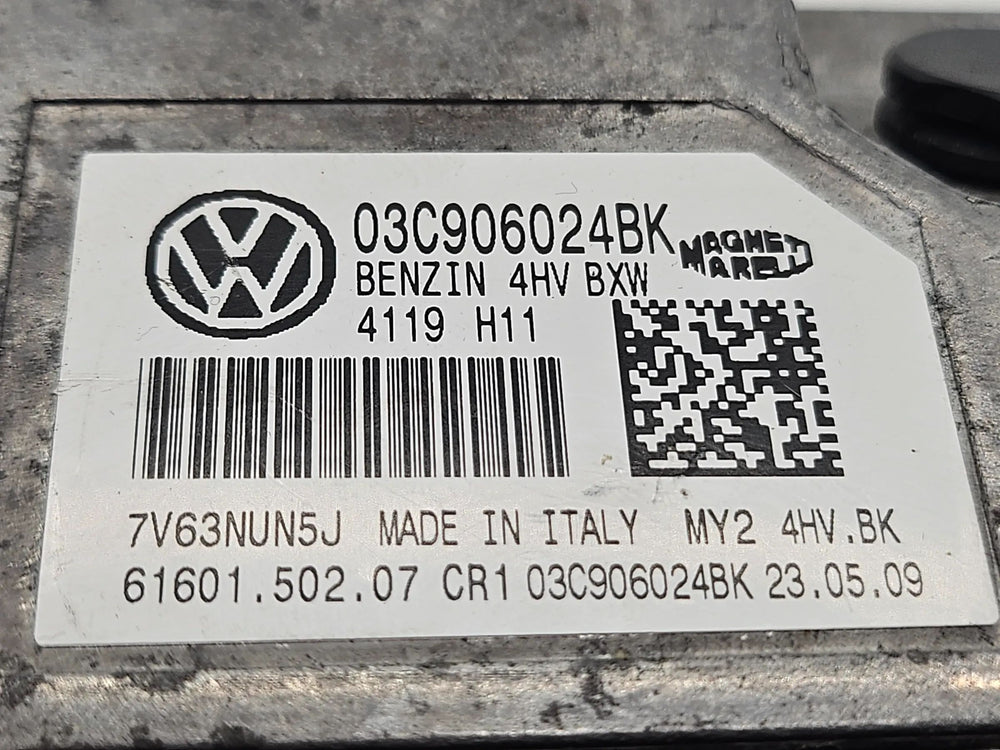 03C906024BK
MAGNETI
MARELLI
BENZIN 4HV BXW
4119 H11
7V63NUN5J MADE IN ITALY MY2 4HV.BK
61601.502.07 CR1 03C906024BK 23.05.09